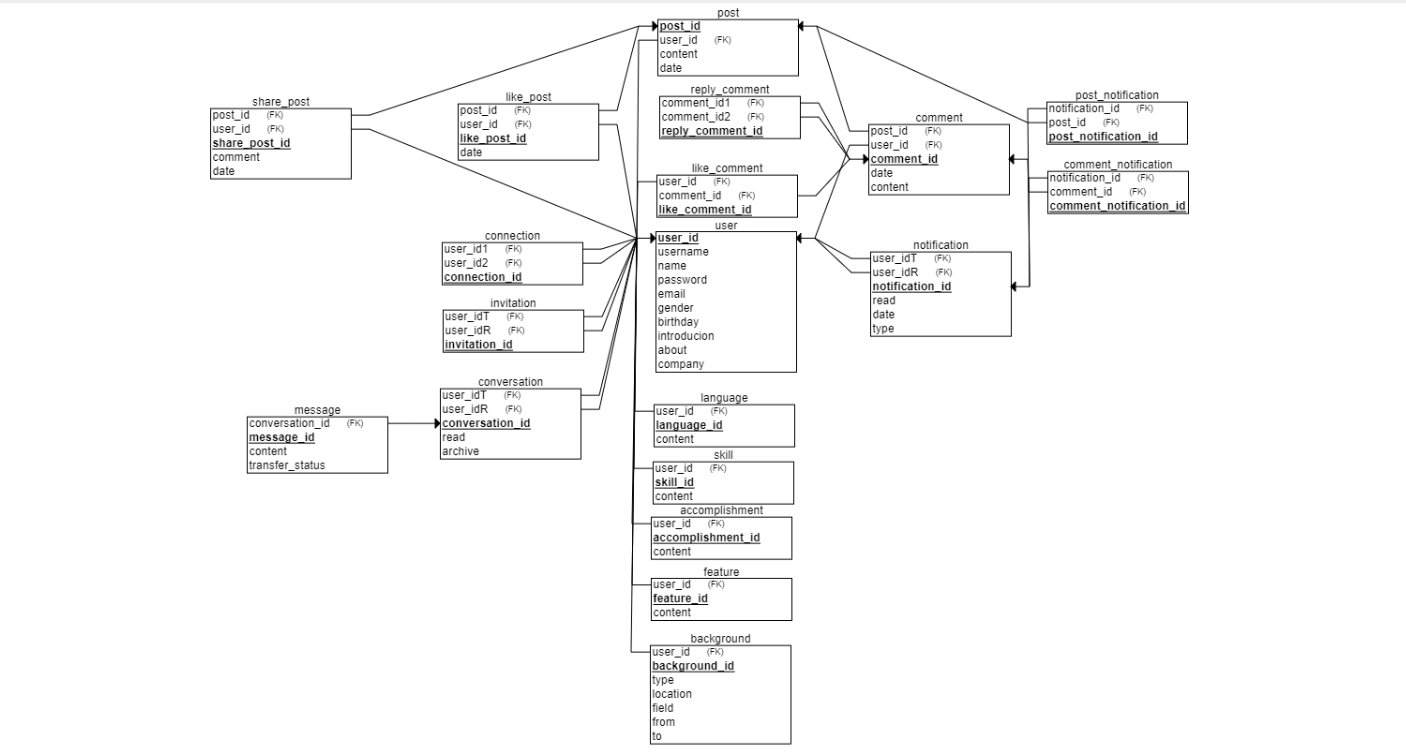 post
post_id
user_id (FK)
content
date
share_post
post_id (FK)
user_id (FK)
share_post_id
comment
date
like_post
post_id (FK)
user_id (FK)
like_post_id
date
reply_comment
comment_id1 (FK)
comment_id2 (FK)
reply_comment_id
comment
post_id (FK)
user_id (FK)
comment_id
date
content
post_notification
notification_id (FK)
post_id (FK)
post_notification_id
comment_notification
notification_id (FK)
comment_id (FK)
comment_notification_id
like_comment
user_id (FK)
comment_id (FK)
like_comment_id
user
user_id
username
name
password
email
gender
birthday
introducion
about
company
connection
user_id1 (FK)
user_id2 (FK)
connection_id
notification
user_idT (FK)
user_idR (FK)
notification_id
read
date
type
invitation
user_idT (FK)
user_idR (FK)
invitation_id
conversation
user_idT (FK)
user_idR (FK)
conversation_id
read
archive
message
conversation_id (FK)
message_id
content
transfer_status
language
user_id (FK)
language_id
content
skill
user_id (FK)
skill_id
content
accomplishment
user_id (FK)
accomplishment_id
content
feature
user_id (FK)
feature_id
content
background
user_id (FK)
background_id
type
location
field
from
to